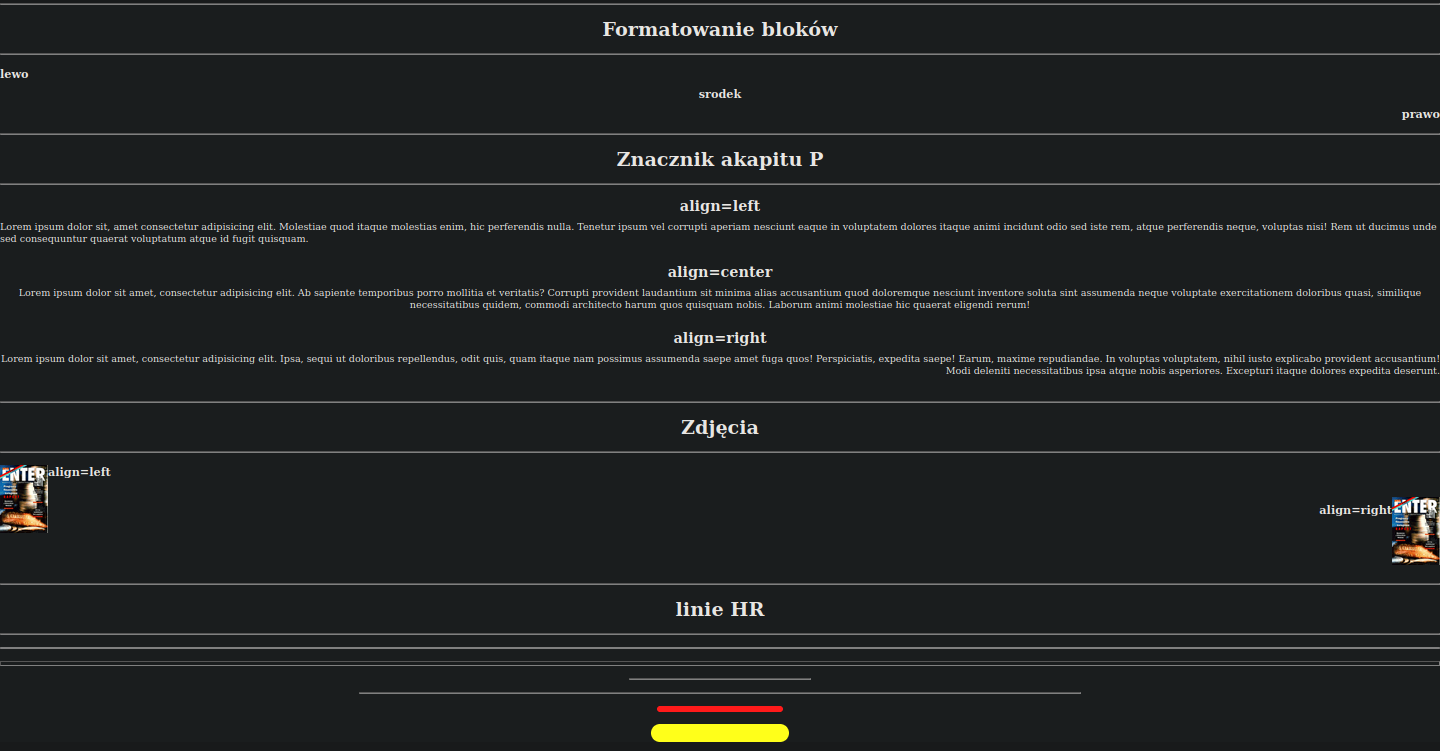 Formatowanie bloków
lewo
srodek
prawo
Znacznik akapitu P
align=left
Lorem ipsum dolor sit, amet consectetur adipisicing elit. Molestiae quod itaque molestias enim, hic perferendis nulla. Tenetur ipsum vel corrupti aperiam nesciunt eaque in voluptatem dolores itaque animi incidunt odio sed iste rem, atque perferendis neque, voluptas nisi! Rem ut ducimus unde
sed consequuntur quaerat voluptatum atque id fugit quisquam.
align=center
Lorem ipsum dolor sit amet, consectetur adipisicing elit. Ab sapiente temporibus porro mollitia et veritatis? Corrupti provident laudantium sit minima alias accusantium quod doloremque nesciunt inventore soluta sint assumenda neque voluptate exercitationem doloribus quasi, similique
necessitatibus quidem, commodi architecto harum quos quisquam nobis. Laborum animi molestiae hic quaerat eligendi rerum!
align=right
Lorem ipsum dolor sit amet, consectetur adipisicing elit. Ipsa, sequi ut doloribus repellendus, odit quis, quam itaque nam possimus assumenda saepe amet fuga quos! Perspiciatis, expedita saepe! Earum, maxime repudiandae. In voluptas voluptatem, nihil iusto explicabo provident accusantium!
Modi deleniti necessitatibus ipsa atque nobis asperiores. Excepturi itaque dolores expedita deserunt.
Zdjęcia
ENTER
align=left
align=right
ENTER
linie HR